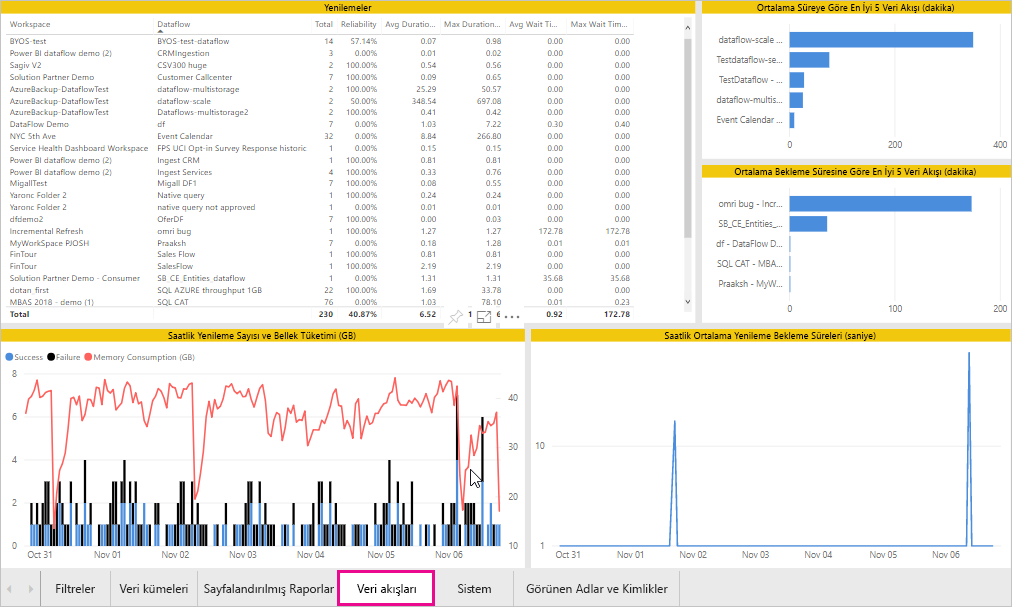 Yenilemeler
Workspace Dataflow Total Reliability Avg Duratio... Max Duration... Avg Wait Ti... Max Wait Tim...
BYOS-test BYOS-test-dataflow 14 57.14% 0.07 0.98 0.00 0.00
Power BI dataflow demo (2) CRMIngestion 3 0.00% 0.01 0.02 0.00 0.00
Sagiv V2 CSV300 huge 2 100.00% 0.54 0.56 0.00 0.00
Solution Partner Demo Customer Callcenter 7 100.00% 0.09 0.65 0.00 0.00
AzureBackup-DataflowTest dataflow-multistorage 2 100.00% 25.29 50.57 0.00 0.00
AzureBackup-DataflowTest dataflow-scale 2 50.00% 348.54 697.08 0.00 0.00
AzureBackup-DataflowTest Dataflows-multistorage2 2 100.00% 0.41 0.42 0.00 0.00
DataFlow Demo df 7 0.00% 1.03 7.22 0.30 0.40
NYC 5th Ave Event Calendar 32 0.00% 8.84 266.80 0.00 0.00
Service Health Dashboard Workspace FPS UCI Opt-in Survey Response historic 1 0.00% 0.15 0.15 0.00 0.00
Power BI dataflow demo (2) Ingest CRM 1 100.00% 0.81 0.81 0.00 0.00
Power BI dataflow demo (2) Ingest Services 4 100.00% 0.33 0.76 0.00 0.00
MigallTest Migall DF1 7 100.00% 0.08 0.55 0.00 0.00
Yaronc Folder 2 Native query 1 100.00% 0.24 0.24 0.00 0.00
Yaronc Folder 2 native query not approved 1 0.00% 0.01 0.01 0.00 0.00
dfdemo2 OferDF 7 100.00% 0.00 0.03 0.00 0.00
Incremental Refresh omri bug 1 100.00% 1.27 1.27 172.78 172.78
MyWorkSpace PJOSH Praaksh 7 0.00% 0.18 1.28 0.01 0.01
FinTour Sales Flow 1 100.00% 0.81 0.81 0.00 0.00
FinTour SalesFlow 1 100.00% 2.19 2.19 0.00 0.00
Solution Partner Demo - Consumer SB_CE_Entities_dataflow 1 0.00% 1.31 1.31 35.68 35.68
dotan_first SQL AZURE throughput 1GB 22 100.00% 1.69 33.78 0.00 0.00
MBAS 2018 - demo (1) SQL CAT 76 0.00% 1.03 78.10 0.01 0.23
Total 230 40.87% 6.52 0.92 172.78
Ortalama Süreye Göre En İyi 5 Veri Akışı (dakika)
dataflow-scale ...
Testdataflow-se...
TestDataflow - ...
dataflow-multis...
Event Calendar ...
0 200 400
Ortalama Bekleme Süresine Göre En İyi 5 Veri Akışı (dakika)
omri bug - Incr...
SB_CE_Entities_...
df - DataFlow D...
SQL CAT - MBA...
Praaksh - MyW...
0 100 200
Saatlik Yenileme Sayısı ve Bellek Tüketimi (GB)
Success Failure Memory Consumption (GB)
8
6 40
4 30
2 20
0 10
Oct 31 Nov 01 Nov 02 Nov 03 Nov 04 Nov 05 Nov 06
Saatlik Ortalama Yenileme Bekleme Süreleri (saniye)
10
1
Oct 31 Nov 01 Nov 02 Nov 03 Nov 04 Nov 05 Nov 06
Filtreler Veri kümeleri Sayfalandırılmış Raporlar Veri akışları Sistem Görünen Adlar ve Kimlikler